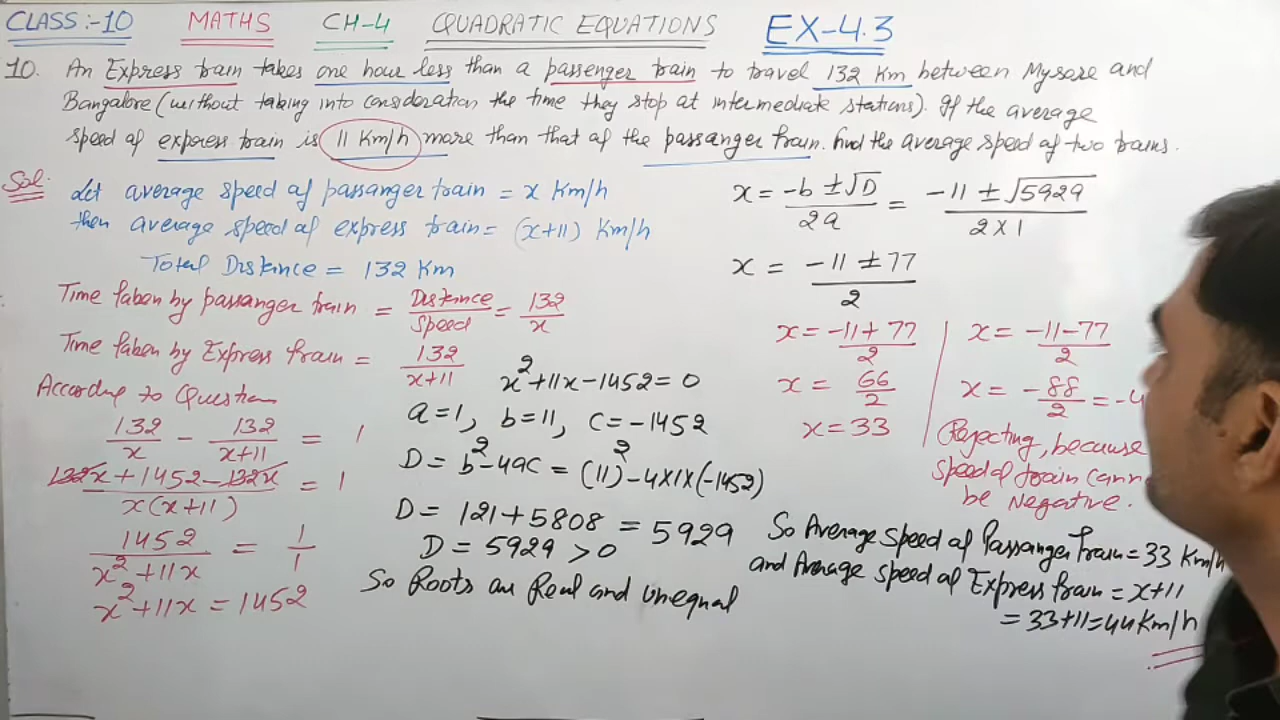 CLASS:-10 MATHS CH-4 QUADRATIC EQUATIONS EX-4.3
10. An Express train takes one hour less than a passenger train to travel 132 Km between Mysore and
Bangalore (without taking into consideration the time they stop at intermediate stations). If the average
speed of express train is 11 Km/h more than that of the passanger train. find the average speed of two trains.
Sol:
Let average speed of passanger train = x Km/h
then average speed of express train = (x+11) Km/h
Total Distance = 132 Km
Time taken by passanger train = Distance/Speed = 132/x
Time taken by Express train = 132/x+11
According to Question
132/x - 132/x+11 = 1
132x+1452-132x/x(x+11) = 1
1452/x²+11x = 1/1
x²+11x = 1452
x²+11x-1452=0
a=1, b=11, c=-1452
D = b²-4ac = (11)²-4x1x(-1452)
D = 121+5808 = 5929
D = 5929 >0
So Roots are Real and unequal
x = -b ±√D/2a = -11 ±√5929/2x1
x = -11 ±77/2
x = -11+77/2
x = 66/2
x=33
x = -11-77/2
x = -88/2 = -4
Rejecting, because
speed of train cann
be Negative.
So Average speed of Passanger Train = 33 Km/h
and Average speed of Express train = x+11
= 33+11=44Km/h